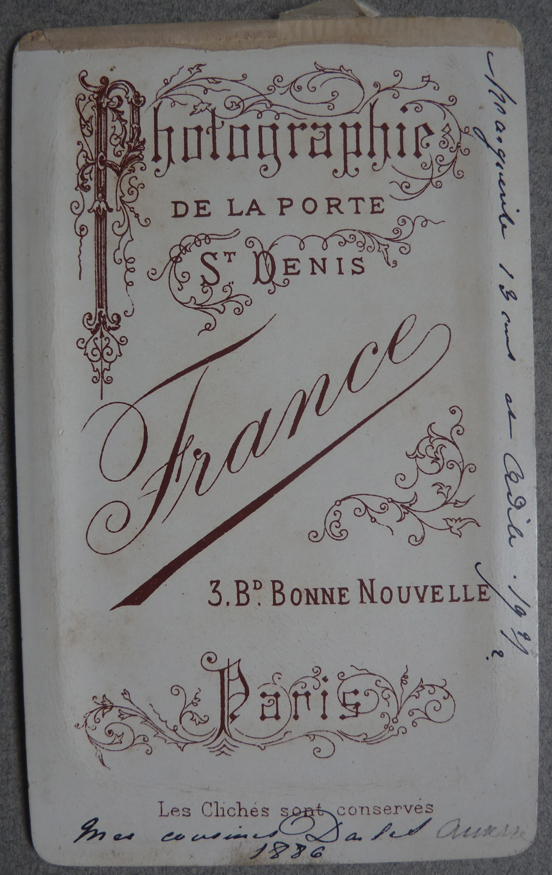 Photographie
DE LA PORTE
ST DENIS
France
3. BD. BONNE NOUVELLE
Paris
Les Clichés sont conservés
Mes cousines
1886
Marguerite 13 ans et